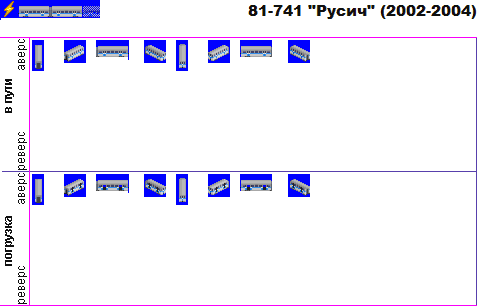 81-741 "Русич" (2002-2004)
в пути
аверс
реверс
погрузка
аверс
реверс